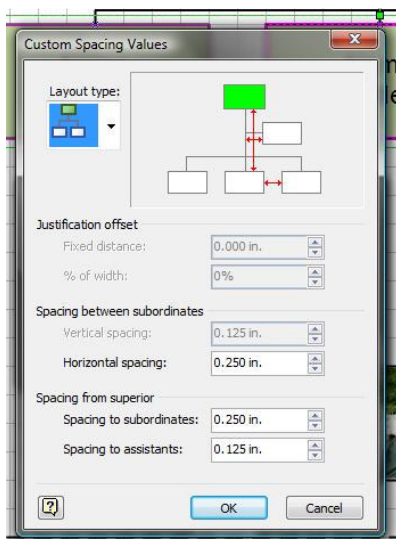 Custom Spacing Values
Layout type:
Justification offset
Fixed distance: 0.000 in.
% of width: 0%
Spacing between subordinates
Vertical spacing: 0.125 in.
Horizontal spacing: 0.250 in.
Spacing from superior
Spacing to subordinates: 0.250 in.
Spacing to assistants: 0.125 in.
OK Cancel